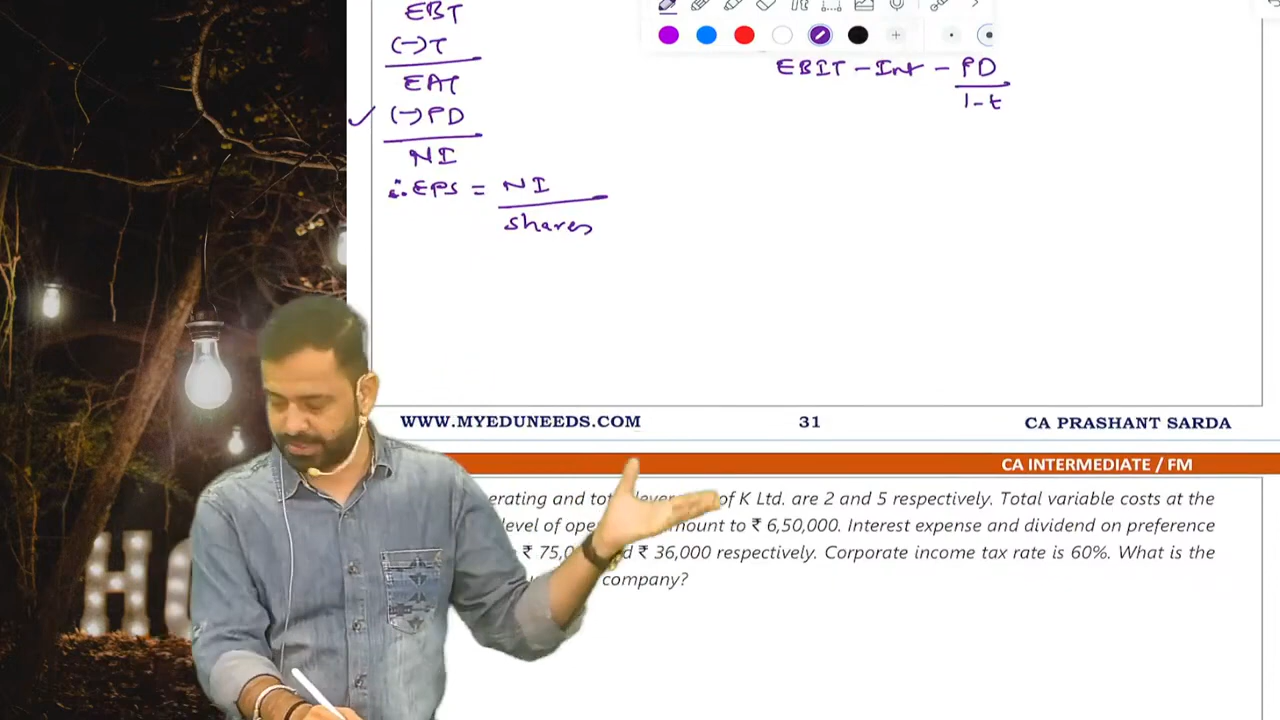 EBT
(-) T
EAT
(-) PD
NI
∴ EPS = NI
shares
EBIT - Int - PD
1-t
WWW.MYEDUNEEDS.COM 31 CA PRASHANT SARDA
CA INTERMEDIATE / FM
erating and of K Ltd. are 2 and 5 respectively. Total variable costs at the
level of to ₹ 6,50,000. Interest expense and dividend on preference
₹ ₹ 36,000 respectively. Corporate income tax rate is 60%. What is the
company?